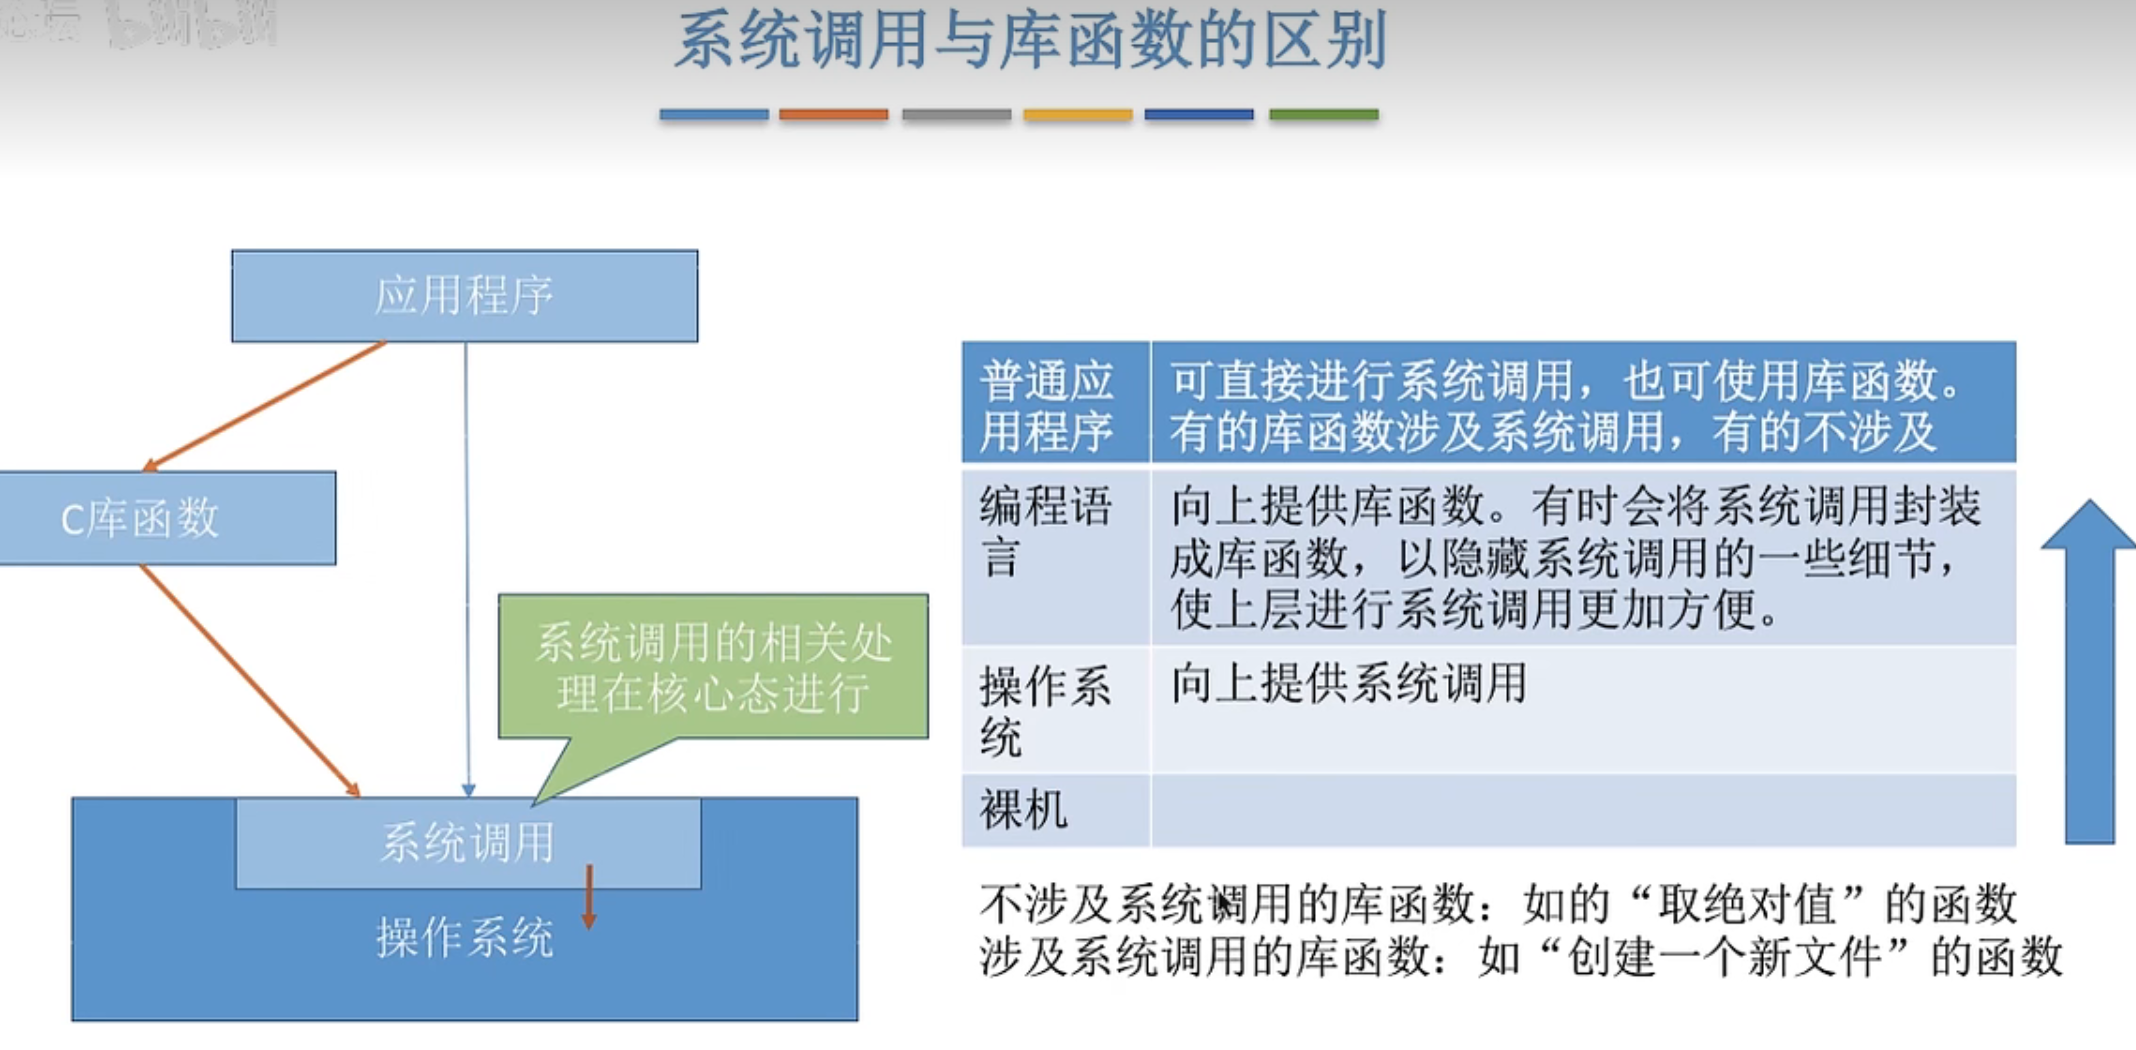 系统调用与库函数的区别
应用程序
C库函数
系统调用的相关处
理在核心态进行
系统调用
操作系统
普通应
用程序
可直接进行系统调用，也可使用库函数。
有的库函数涉及系统调用，有的不涉及
编程语
言
向上提供库函数。有时会将系统调用封装
成库函数，以隐藏系统调用的一些细节，
使上层进行系统调用更加方便。
操作系
统
向上提供系统调用
裸机
不涉及系统调用的库函数：如的“取绝对值”的函数
涉及系统调用的库函数：如“创建一个新文件”的函数